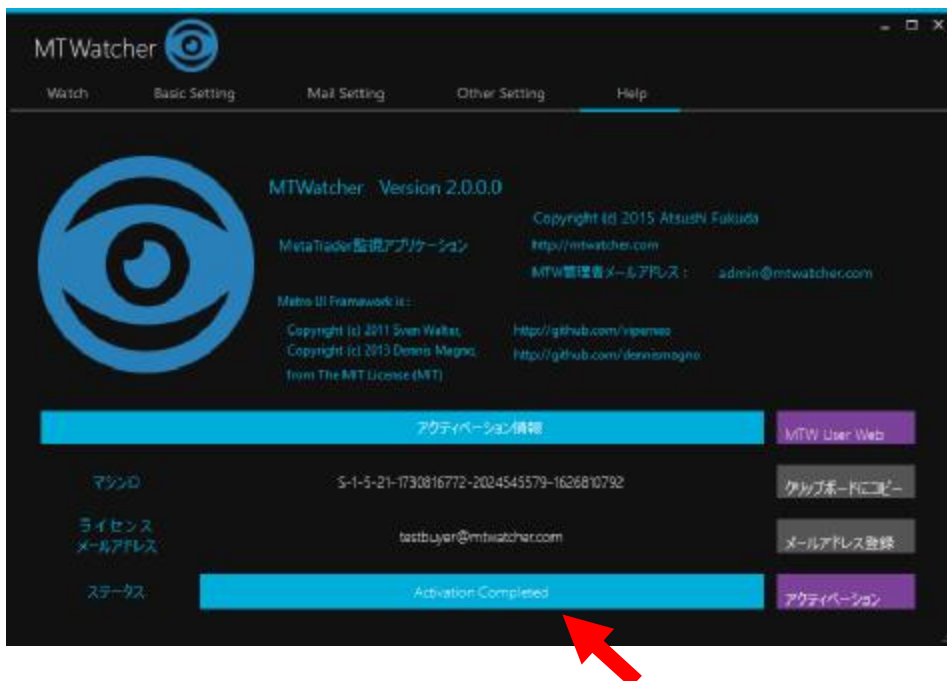 MTWatcher
Watch Basic Setting Mail Setting Other Setting Help
MTWatcher Version 2.0.0.0
Copyright (c) 2015 Atsushi Fukuda
MetaTrader監視アプリケーション http://mtwatcher.com
MTW管理者メールアドレス： admin@mtwatcher.com
Metro UI Framework is :
Copyright (c) 2011 Sven Walter, http://github.com/viperneo
Copyright (c) 2013 Dennis Magno, http://github.com/dennismagno
from The MIT License (MIT)
アクティベーション情報 MTW User Web
マシンID S-1-5-21-1730816772-2024545579-1626810792 クリップボードにコピー
ライセンス
メールアドレス testbuyer@mtwatcher.com メールアドレス登録
ステータス Activation Completed アクティベーション